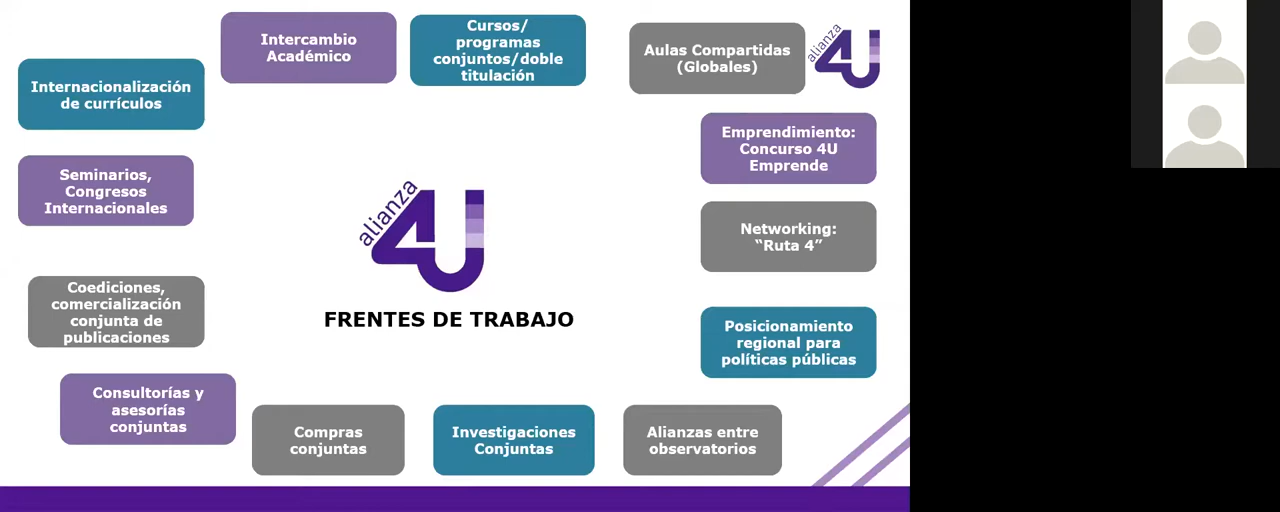 Intercambio
Académico
Cursos/
programas
conjuntos/doble
titulación
Aulas Compartidas
(Globales)
alianza
4U
Internacionalización
de currículos
Emprendimiento:
Concurso 4U
Emprende
Seminarios,
Congresos
Internacionales
alianza
4U
Networking:
“Ruta 4”
Coediciones,
comercialización
conjunta de
publicaciones
FRENTES DE TRABAJO
Posicionamiento
regional para
políticas públicas
Consultorías y
asesorías
conjuntas
Compras
conjuntas
Investigaciones
Conjuntas
Alianzas entre
observatorios